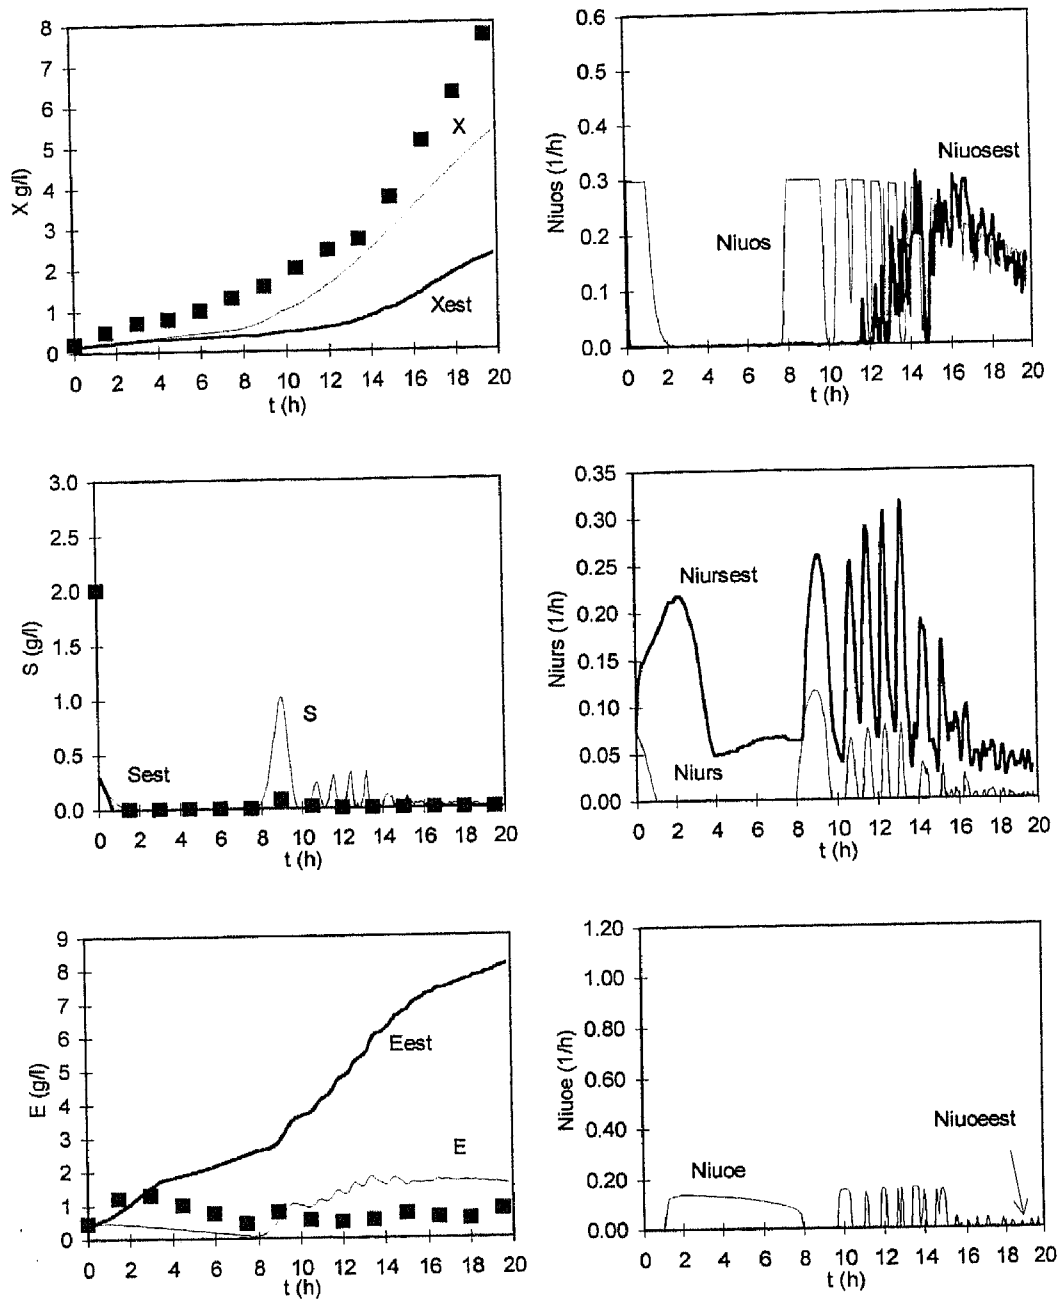 8
7
6
5
4
3
2
1
0
X g/l)
X
Xest
0 2 4 6 8 10 12 14 16 18 20
t (h)
0.6
0.5
0.4
0.3
0.2
0.1
0.0
Niuos (1/h)
Niuosest
Niuos
0 2 4 6 8 10 12 14 16 18 20
t (h)
3.0
2.5
2.0
1.5
1.0
0.5
0.0
S (g/l)
S
Sest
0 2 4 6 8 10 12 14 16 18 20
t (h)
0.35
0.30
0.25
0.20
0.15
0.10
0.05
0.00
Niurs (1/h)
Niursest
Niurs
0 2 4 6 8 10 12 14 16 18 20
t (h)
9
8
7
6
5
4
3
2
1
0
E (g/l)
Eest
E
0 2 4 6 8 10 12 14 16 18 20
t (h)
1.20
1.00
0.80
0.60
0.40
0.20
0.00
Niuoe (1/h)
Niuoeest
Niuoe
0 2 4 6 8 10 12 14 16 18 20
t (h)